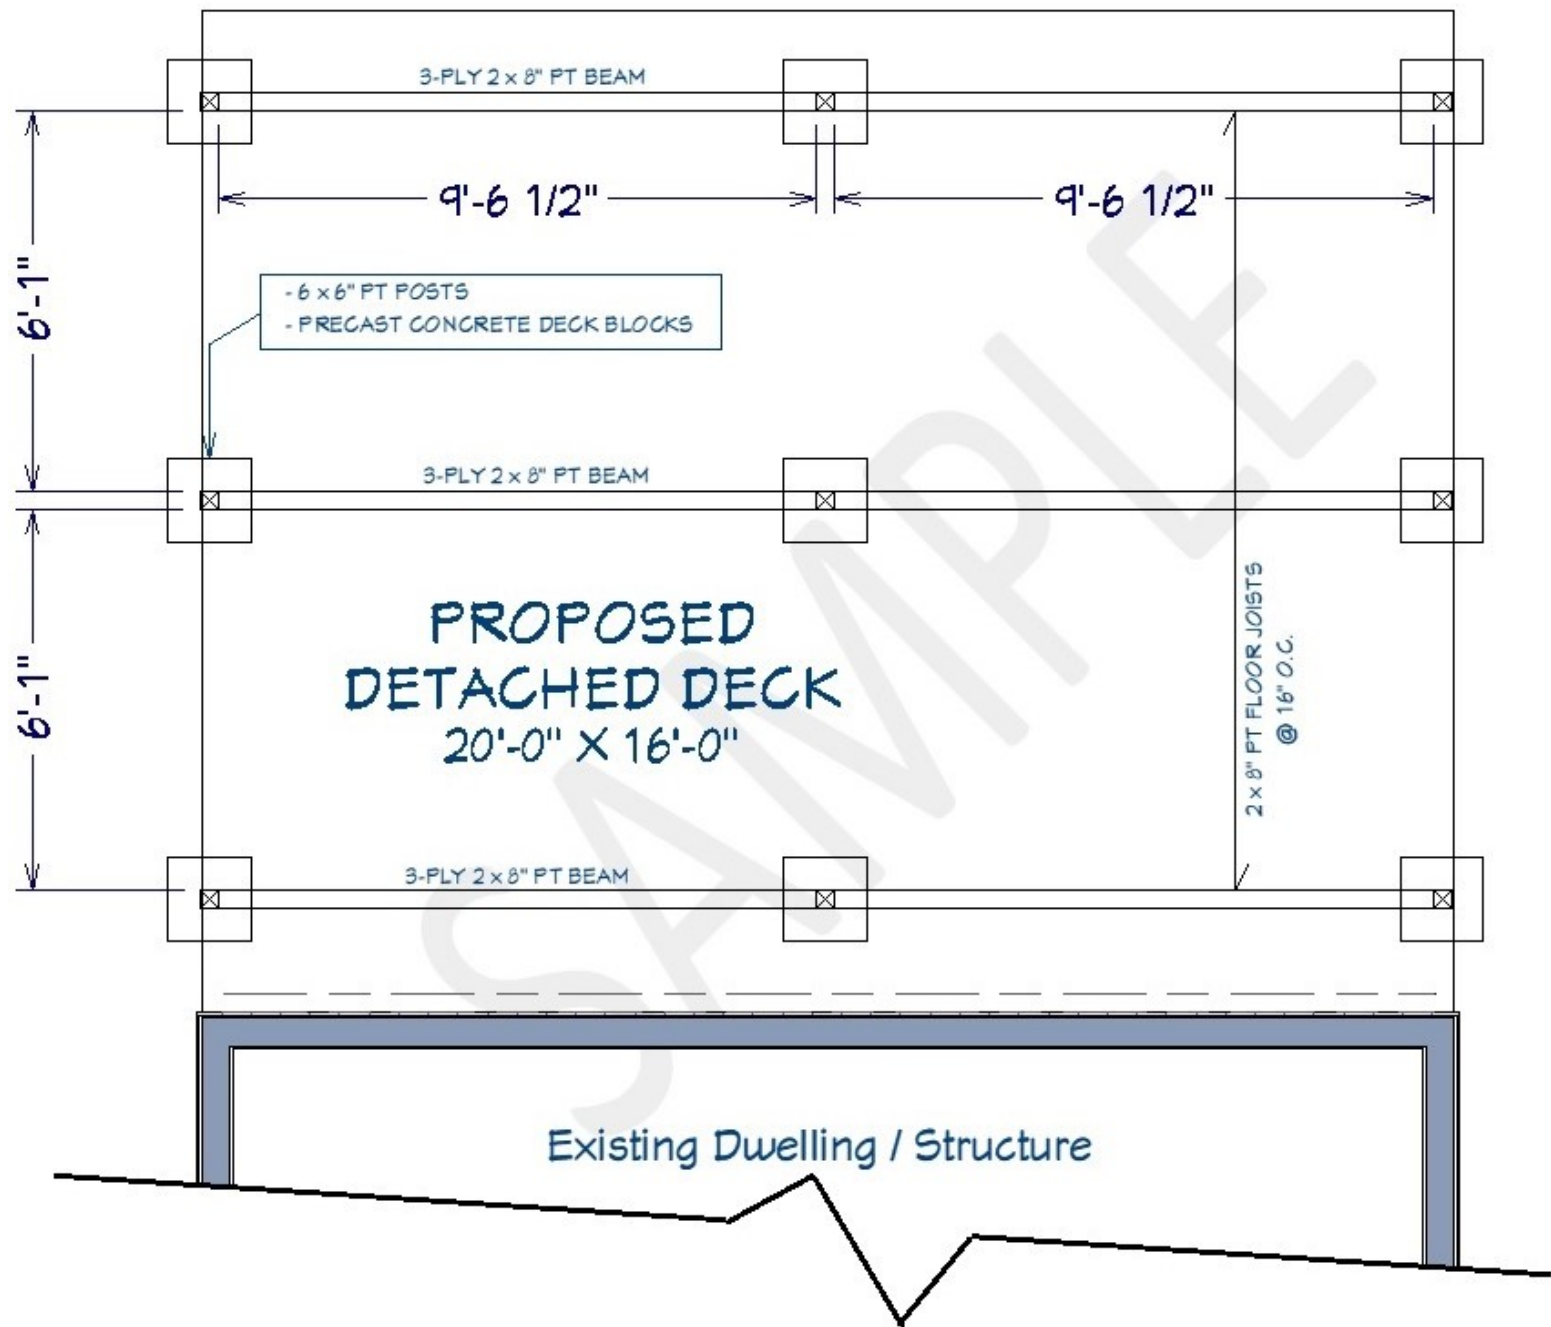 3-PLY 2 x 8" PT BEAM
9'-6 1/2"
9'-6 1/2"
6'-1"
- 6 x 6" PT POSTS
- PRECAST CONCRETE DECK BLOCKS
3-PLY 2 x 8" PT BEAM
PROPOSED
DETACHED DECK
20'-0" X 16'-0"
6'-1"
2 x 8" PT FLOOR JOISTS
@ 16" O.C.
3-PLY 2 x 8" PT BEAM
SAMPLE
Existing Dwelling / Structure